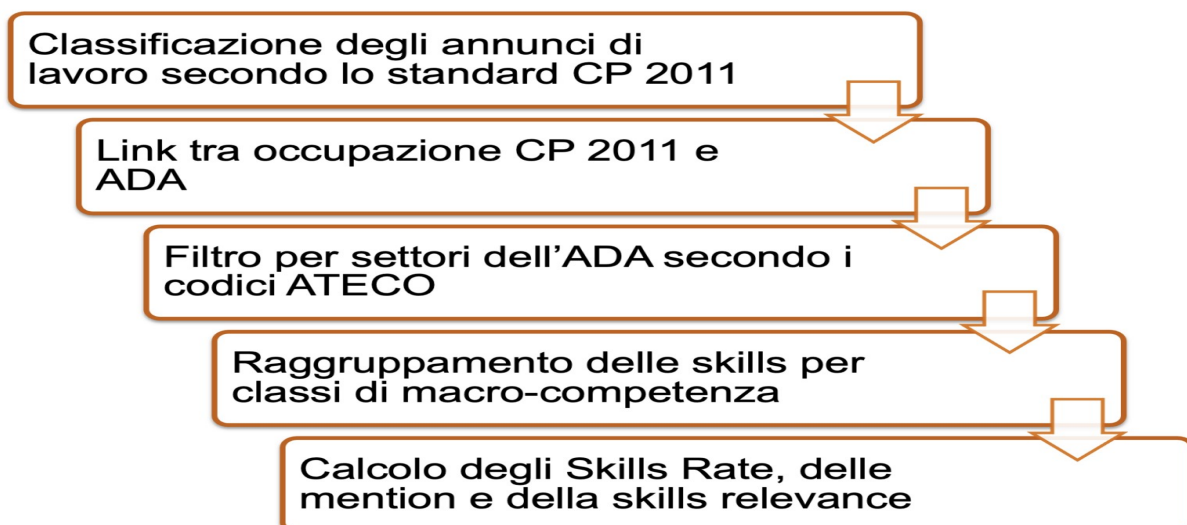 Classificazione degli annunci di
lavoro secondo lo standard CP 2011
Link tra occupazione CP 2011 e
ADA
Filtro per settori dell'ADA secondo i
codici ATECO
Raggruppamento delle skills per
classi di macro-competenza
Calcolo degli Skills Rate, delle
mention e della skills relevance